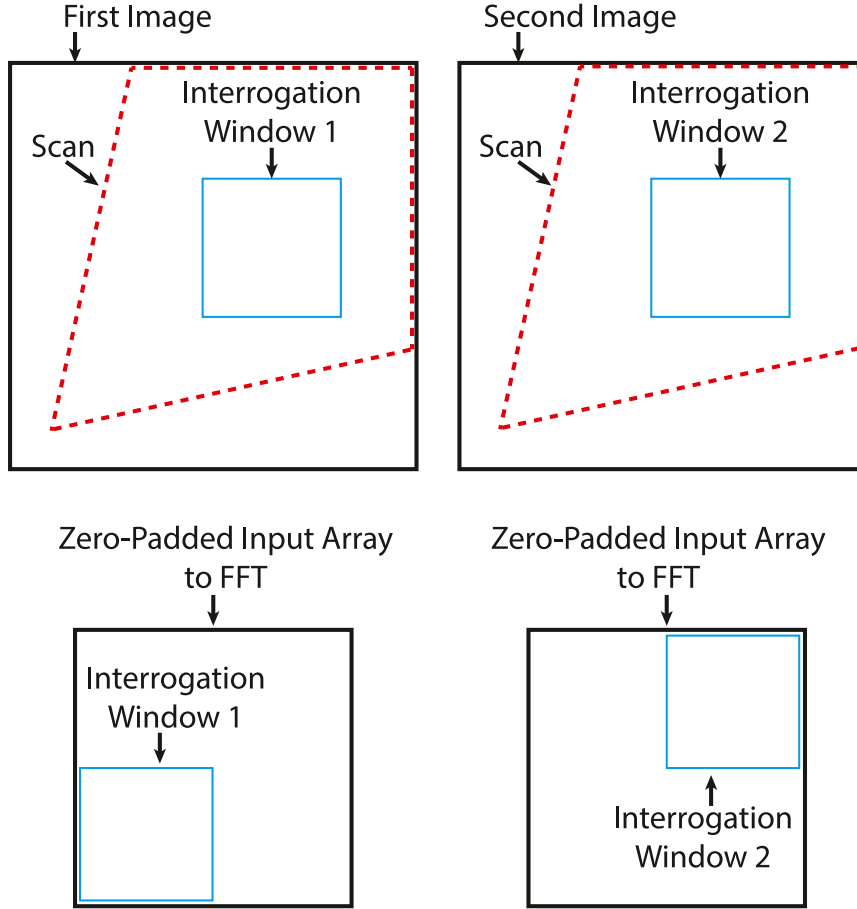 First Image
Second Image
Interrogation
Window 1
Interrogation
Window 2
Scan
Scan
Zero-Padded Input Array
to FFT
Zero-Padded Input Array
to FFT
Interrogation
Window 1
Interrogation
Window 2